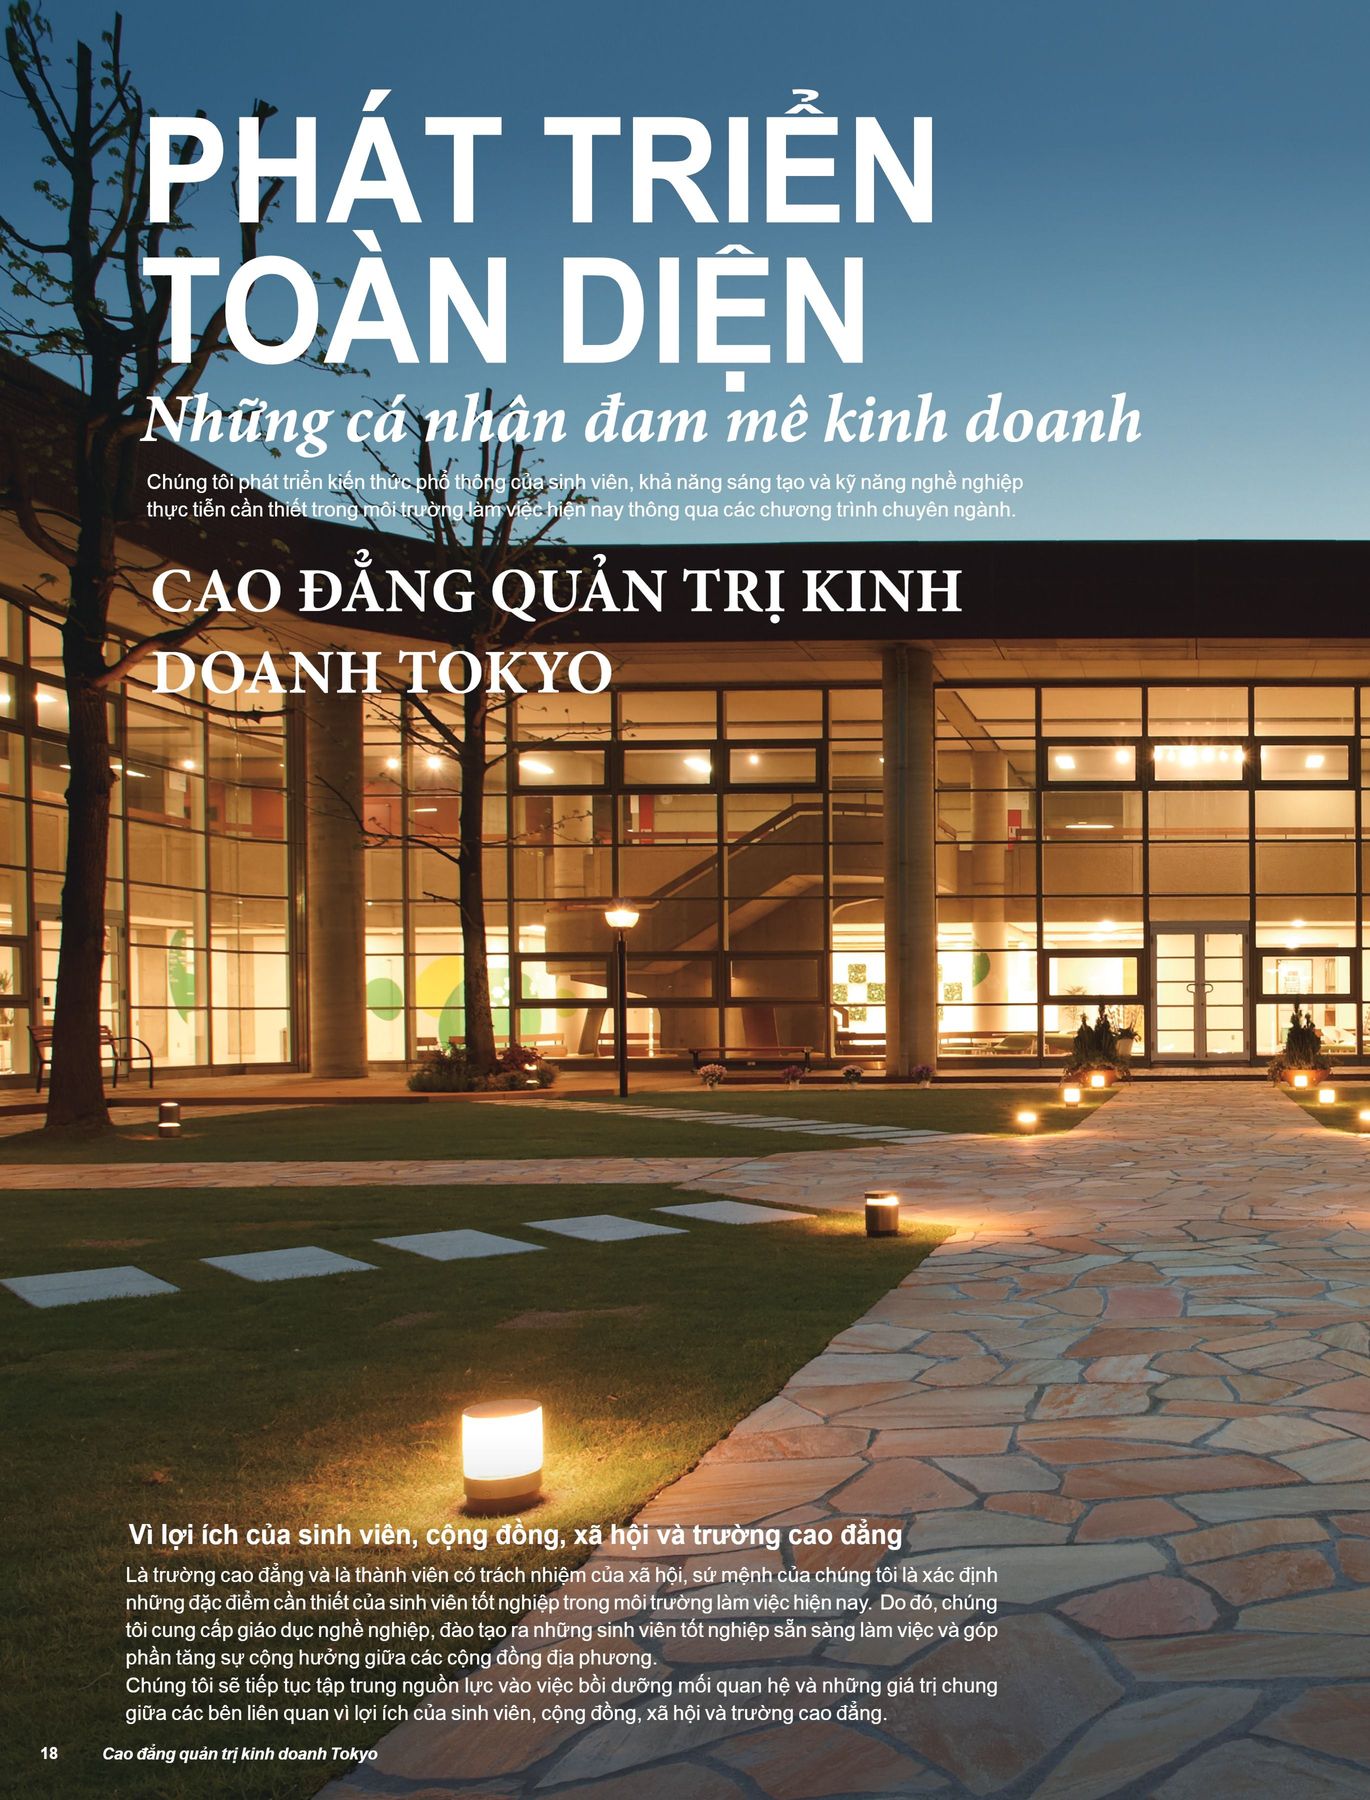 PHÁT TRIỂN
TOÀN DIỆN
Những cá nhân đam mê kinh doanh
Chúng tôi phát triển kiến thức phổ thông của sinh viên, khả năng sáng tạo và kỹ năng nghề nghiệp
thực tiễn cần thiết trong môi trường làm việc hiện nay thông qua các chương trình chuyên ngành.
CAO ĐẲNG QUẢN TRỊ KINH
DOANH TOKYO
Vì lợi ích của sinh viên, cộng đồng, xã hội và trường cao đẳng
Là trường cao đẳng và là thành viên có trách nhiệm của xã hội, sứ mệnh của chúng tôi là xác định
những đặc điểm cần thiết của sinh viên tốt nghiệp trong môi trường làm việc hiện nay. Do đó, chúng
tôi cung cấp giáo dục nghề nghiệp, đào tạo ra những sinh viên tốt nghiệp sẵn sàng làm việc và góp
phần tăng sự cộng hưởng giữa các cộng đồng địa phương.
Chúng tôi sẽ tiếp tục tập trung nguồn lực vào việc bồi dưỡng mối quan hệ và những giá trị chung
giữa các bên liên quan vì lợi ích của sinh viên, cộng đồng, xã hội và trường cao đẳng.
18 Cao đẳng quản trị kinh doanh Tokyo